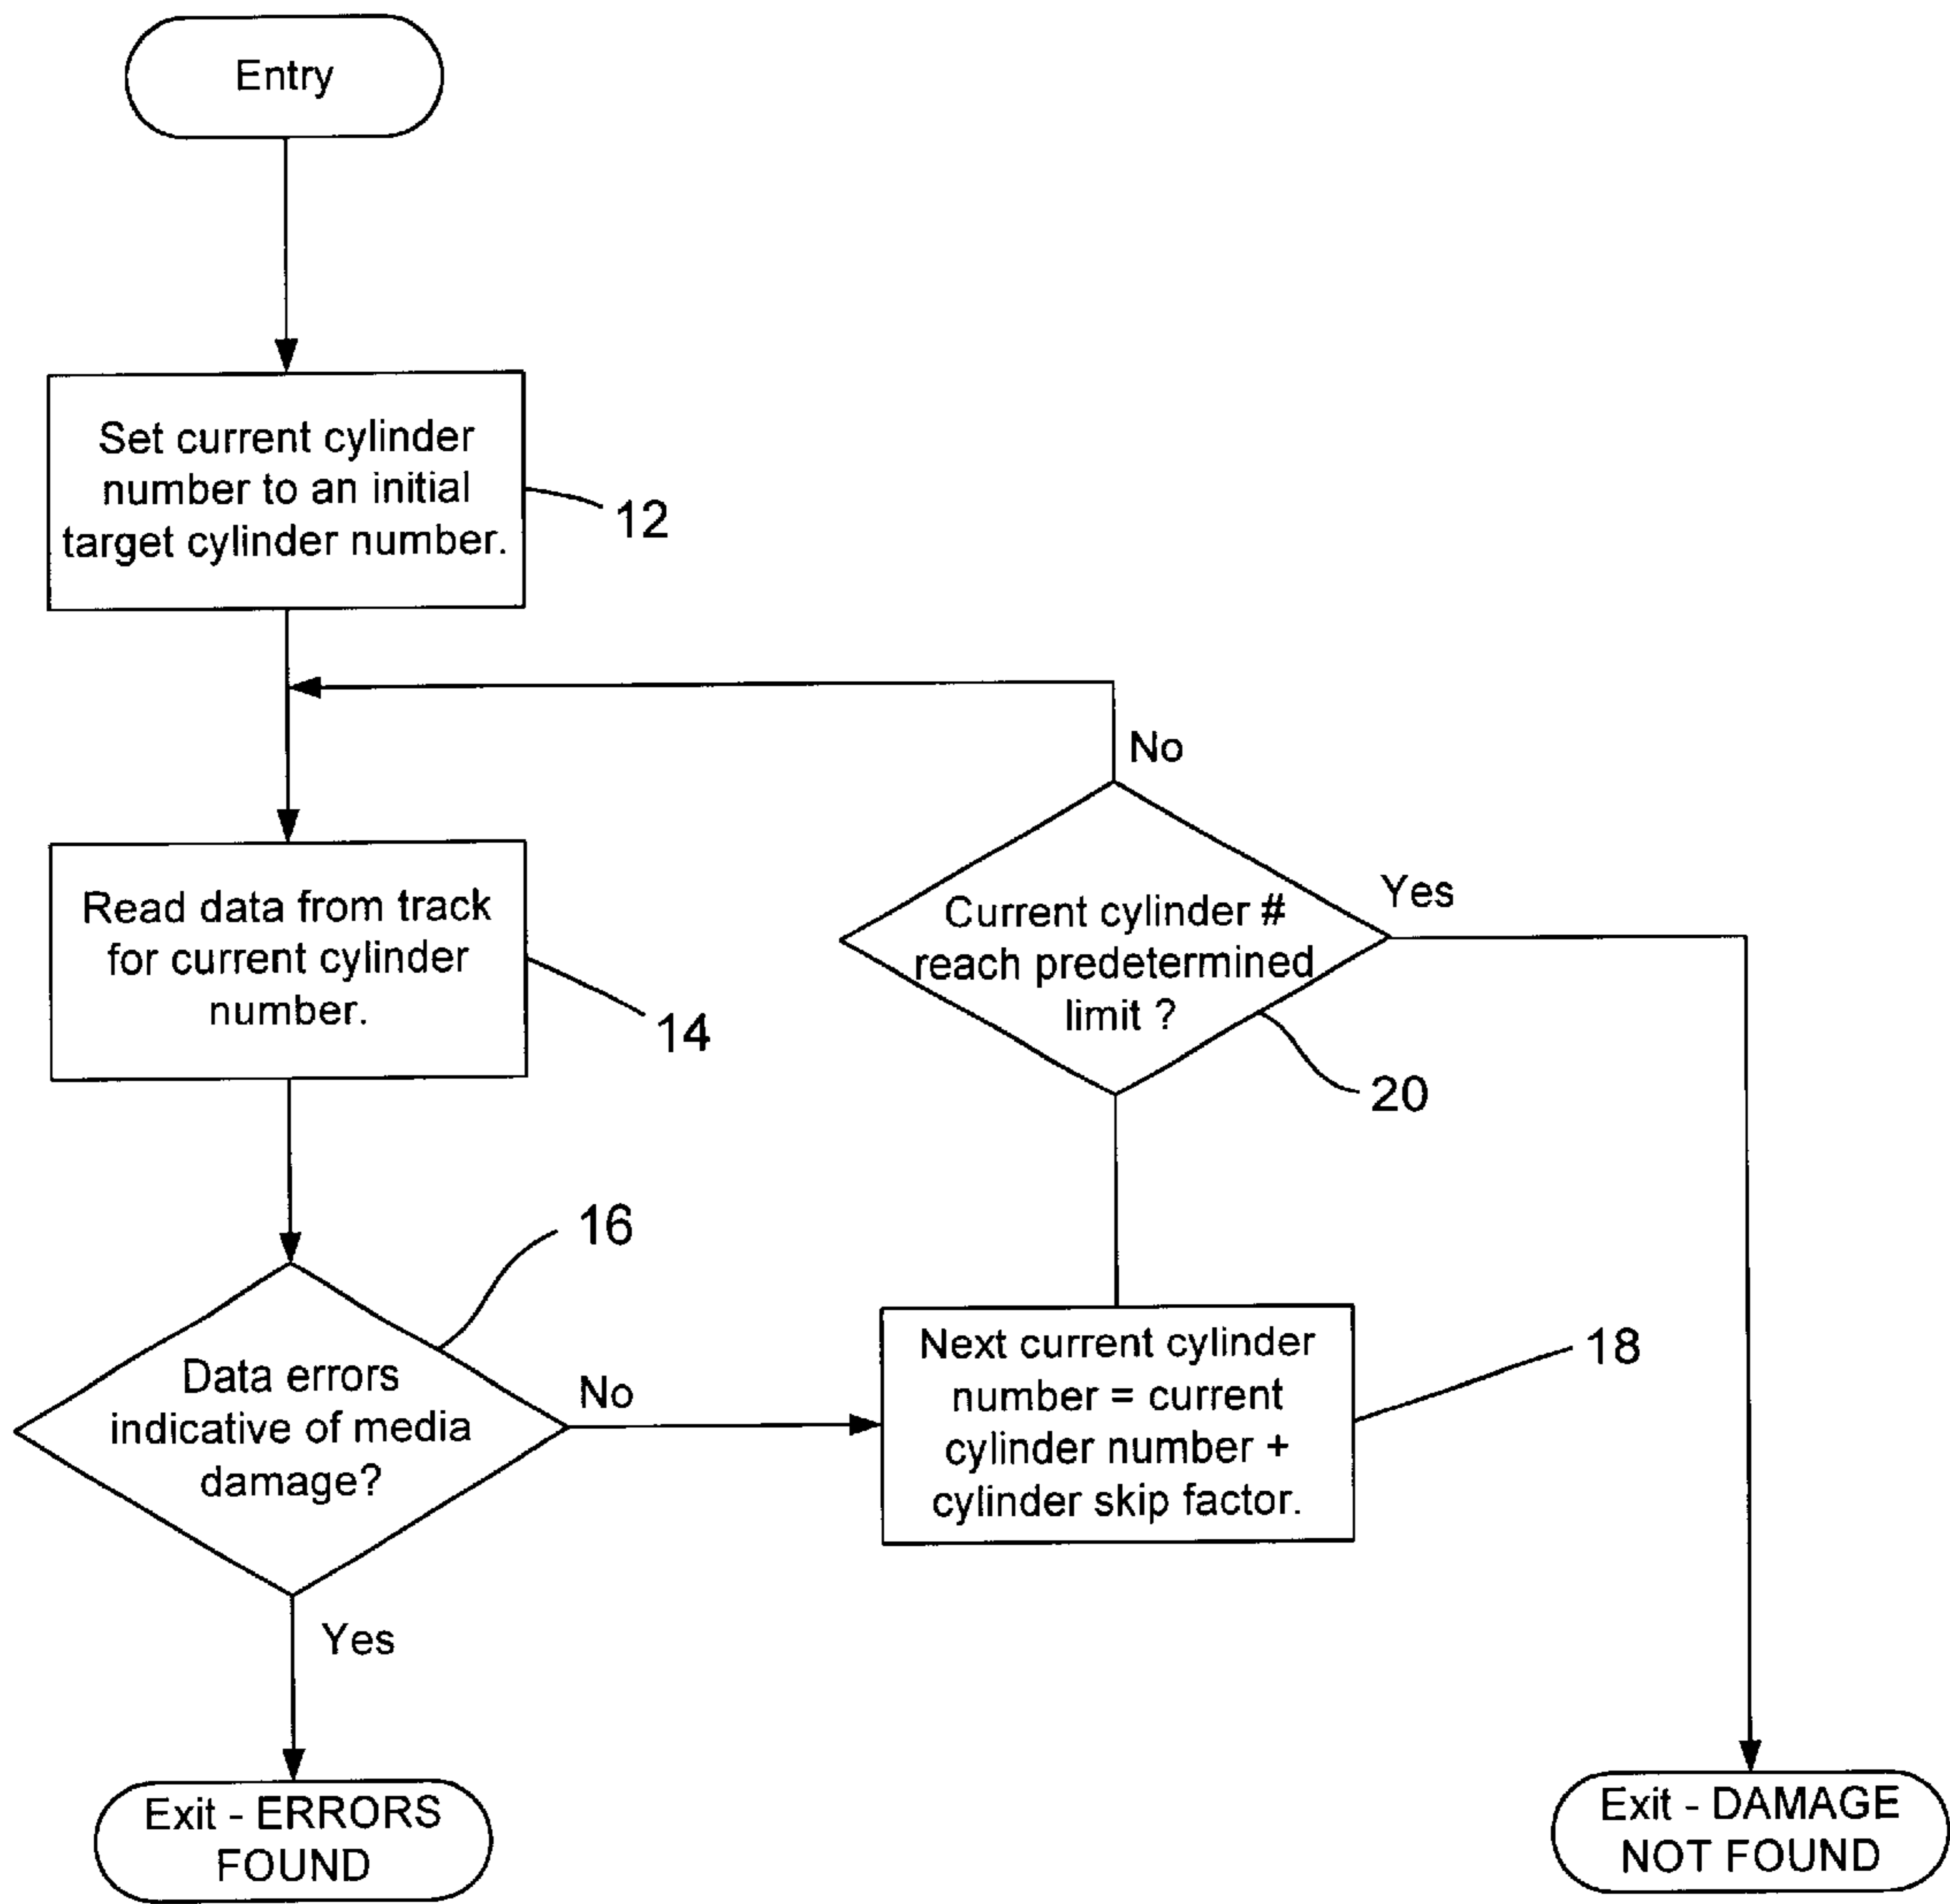 Entry
Set current cylinder
number to an initial
target cylinder number.
12
No
Read data from track
for current cylinder
number.
14
Current cylinder #
reach predetermined
limit ?
Yes
20
16
Data errors
indicative of media
damage?
No
Next current cylinder
number = current
cylinder number +
cylinder skip factor.
18
Yes
Exit - ERRORS
FOUND
Exit - DAMAGE
NOT FOUND